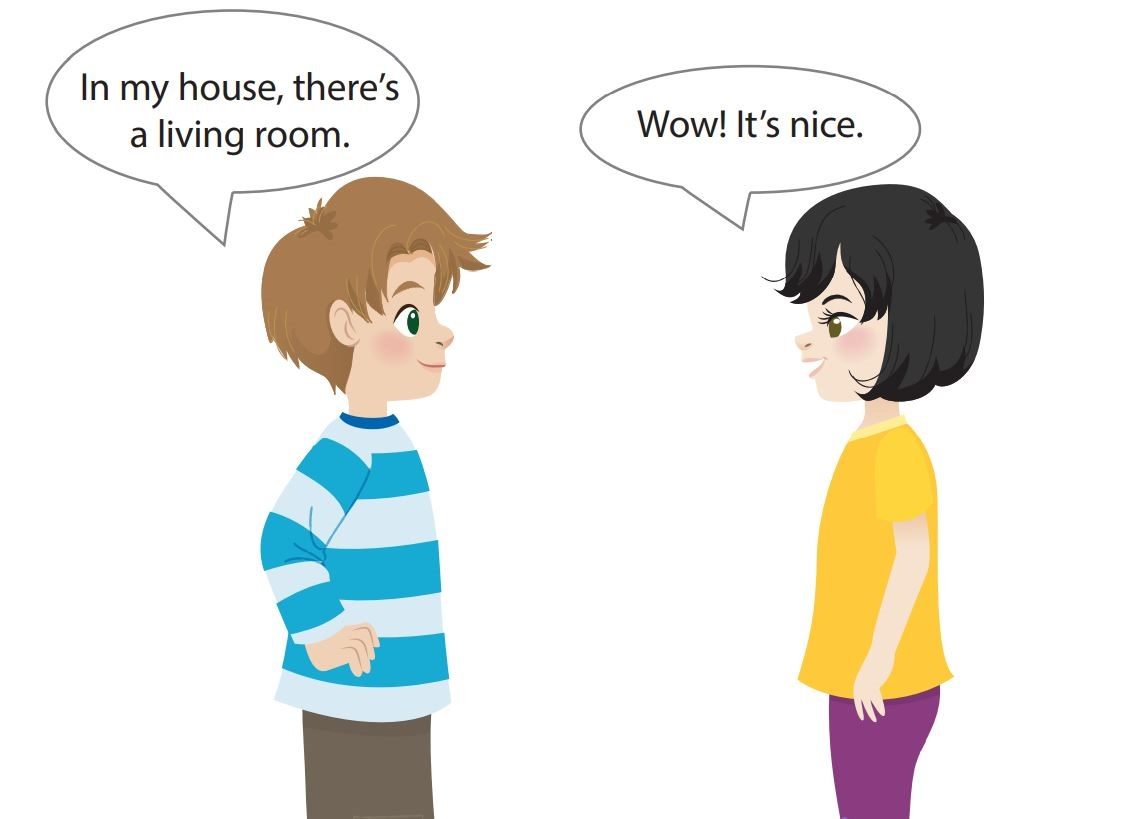 In my house, there’s
a living room.
Wow! It’s nice.